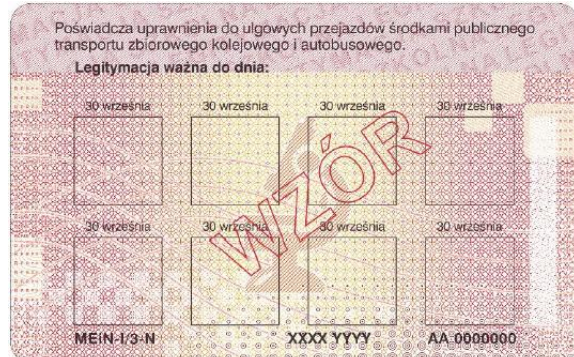 Poświadcza uprawnienia do ulgowych przejazdów środkami publicznego
transportu zbiorowego kolejowego i autobusowego.
Legitymacja ważna do dnia:
30 września 30 września 30 września 30 września
WZÓR
30 września 30 września 30 września 30 września
MEiN-I/3-N XXXX YYYY AA 0000000